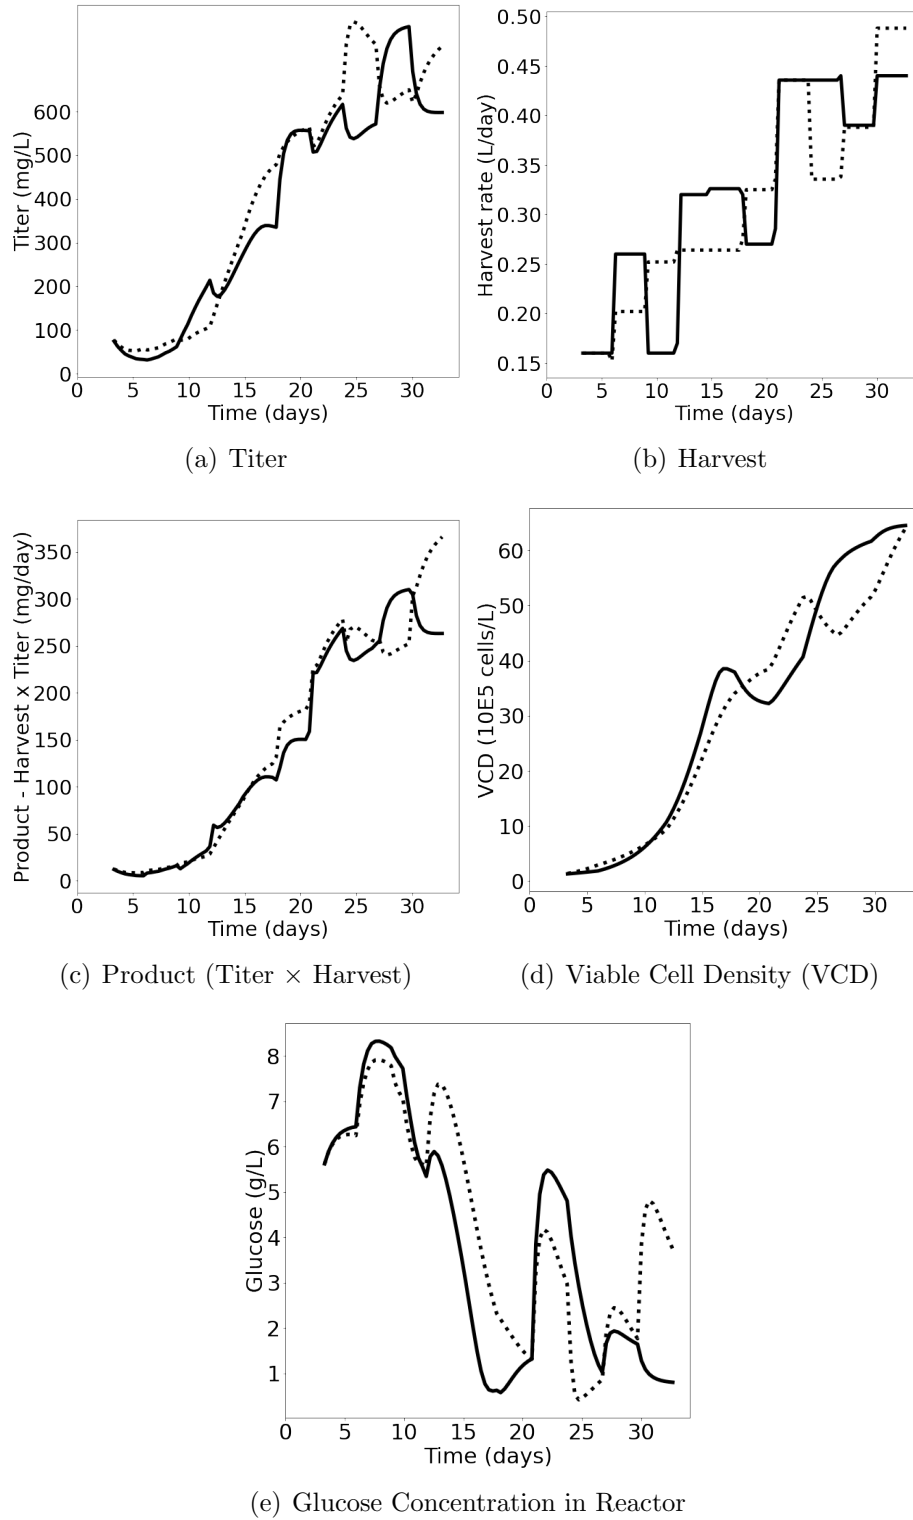 Titer (mg/L)
600
500
400
300
200
100
0
0 5 10 15 20 25 30
Time (days)
(a) Titer
Harvest rate (L/day)
0.50
0.45
0.40
0.35
0.30
0.25
0.20
0.15
0 5 10 15 20 25 30
Time (days)
(b) Harvest
Product - Harvest x Titer (mg/day)
350
300
250
200
150
100
50
0
0 5 10 15 20 25 30
Time (days)
(c) Product (Titer × Harvest)
VCD (10E5 cells/L)
60
50
40
30
20
10
0
0 5 10 15 20 25 30
Time (days)
(d) Viable Cell Density (VCD)
Glucose (g/L)
8
7
6
5
4
3
2
1
0 5 10 15 20 25 30
Time (days)
(e) Glucose Concentration in Reactor